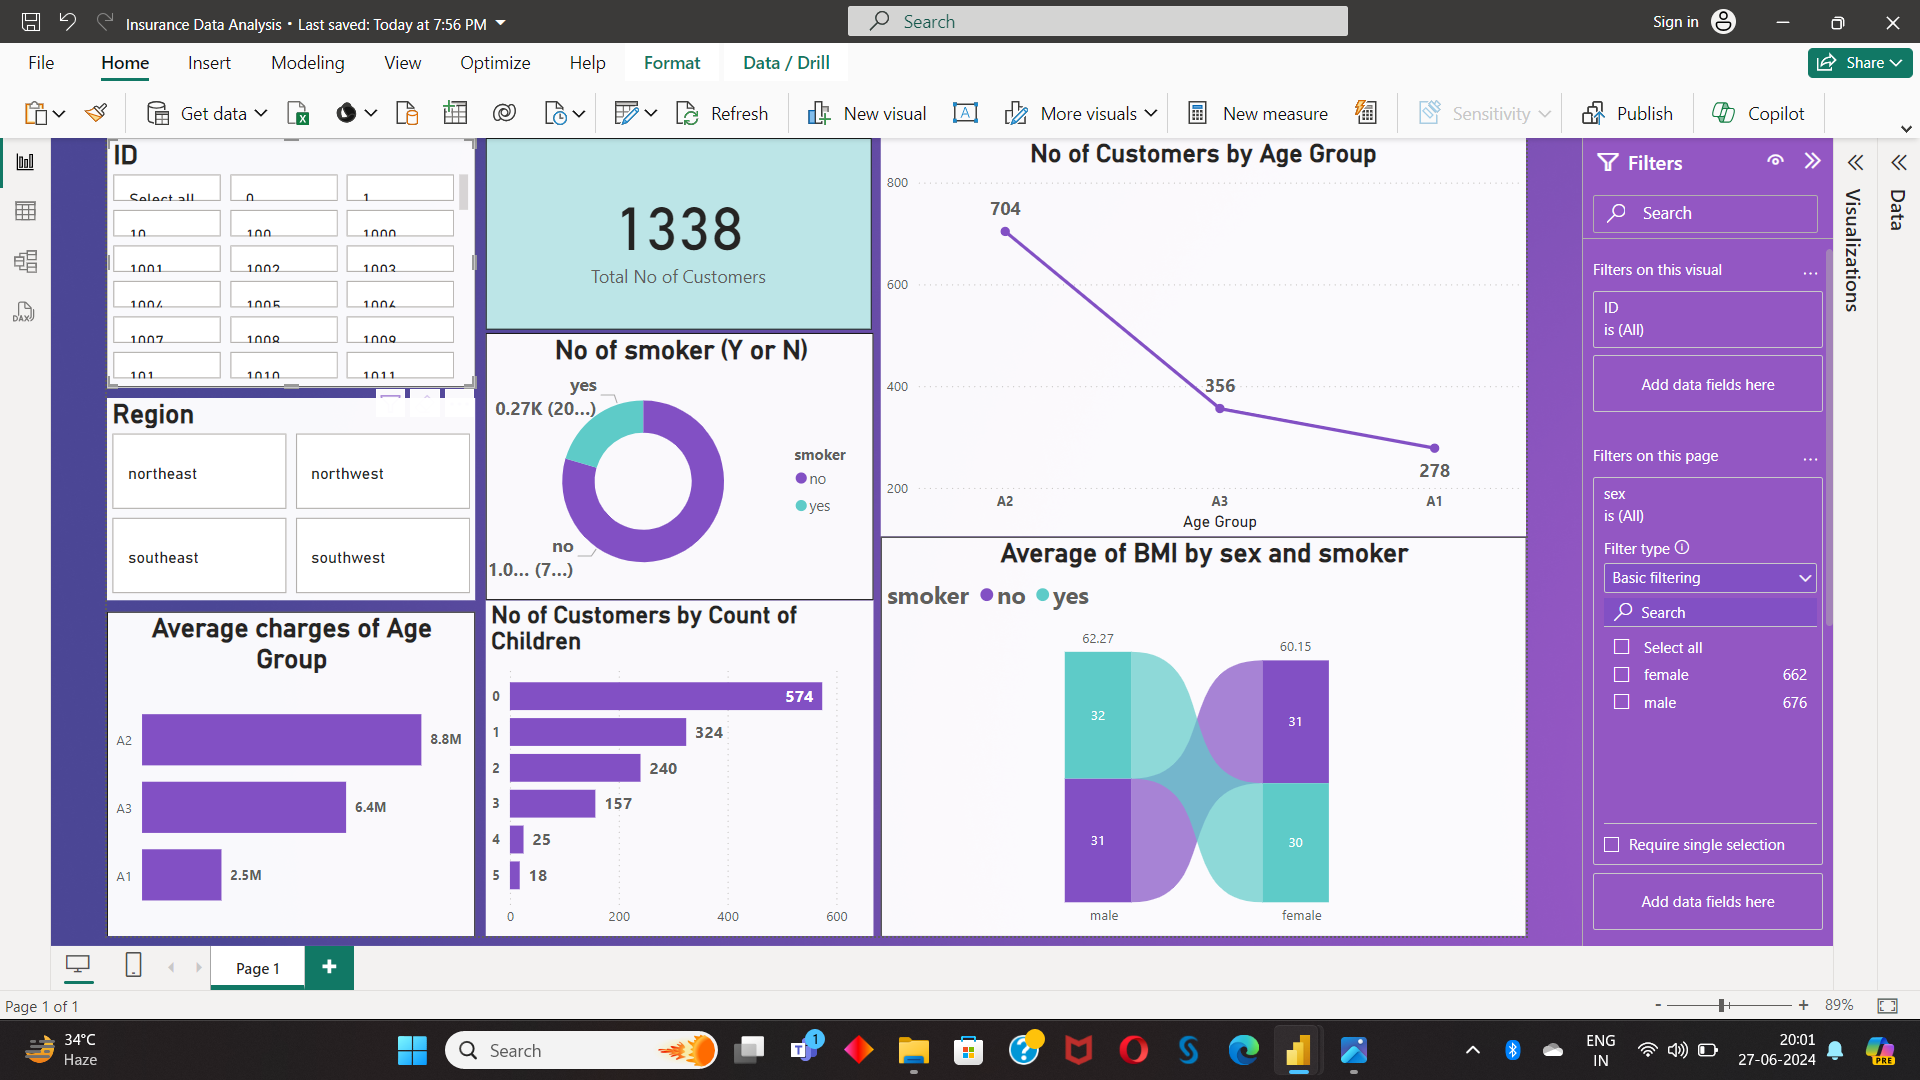 Insurance Data Analysis • Last saved: Today at 7:56 PM
Search
Sign in
File
Home
Insert
Modeling
View
Optimize
Help
Format
Data / Drill
Share
Get data
Refresh
New visual
More visuals
New measure
Sensitivity
Publish
Copilot
ID
Select all
0
1
10
100
1000
1001
1002
1003
1004
1005
1006
1007
1008
1009
101
1010
1011
Region
northeast
northwest
southeast
southwest
Average charges of Age
Group
A2
8.8M
A3
6.4M
A1
2.5M
1338
Total No of Customers
No of smoker (Y or N)
yes
0.27K (20...)
no
1.0... (7...)
smoker
no
yes
No of Customers by Count of
Children
0
574
1
324
2
240
3
157
4
25
5
18
0
200
400
600
No of Customers by Age Group
800
600
400
200
704
356
278
A2
A3
A1
Age Group
Average of BMI by sex and smoker
smoker no yes
62.27
60.15
32
31
31
30
male
female
Filters
Search
Filters on this visual
...
ID
is (All)
Add data fields here
Filters on this page
...
sex
is (All)
Filter type
Basic filtering
Search
Select all
female 662
male 676
Require single selection
Add data fields here
Visualizations
Data
DAX
Page 1
+
Page 1 of 1
- + 89%
34°C
Haze
Search
1
ENG
IN
20:01
27-06-2024
PRE